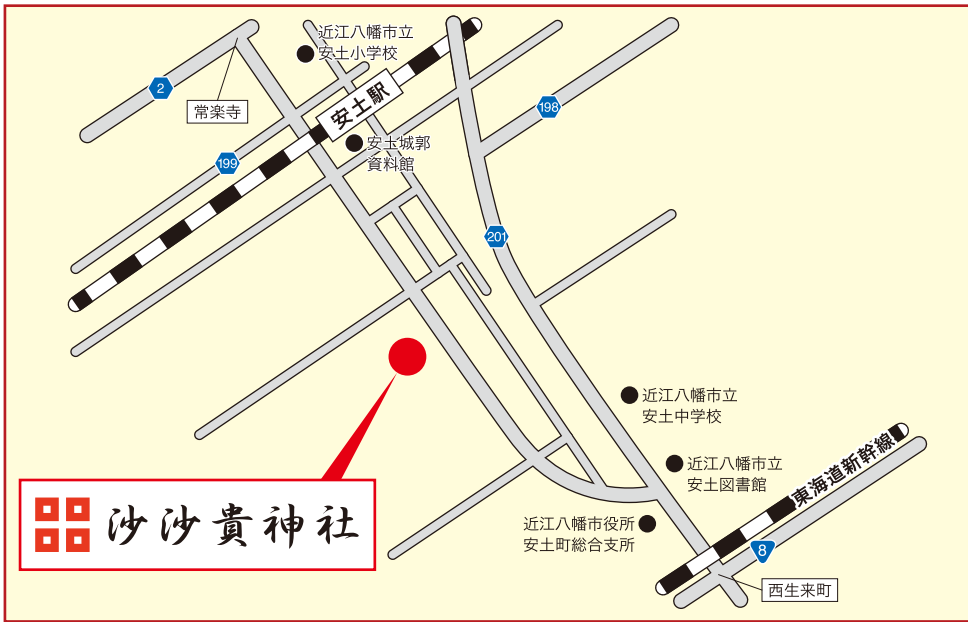 近江八幡市立
安土小学校
2
常楽寺
安土駅
198
安土城郭
資料館
199
201
近江八幡市立
安土中学校
近江八幡市立
安土図書館
東海道新幹線
沙沙貴神社
近江八幡市役所
安土町総合支所
8
西生来町